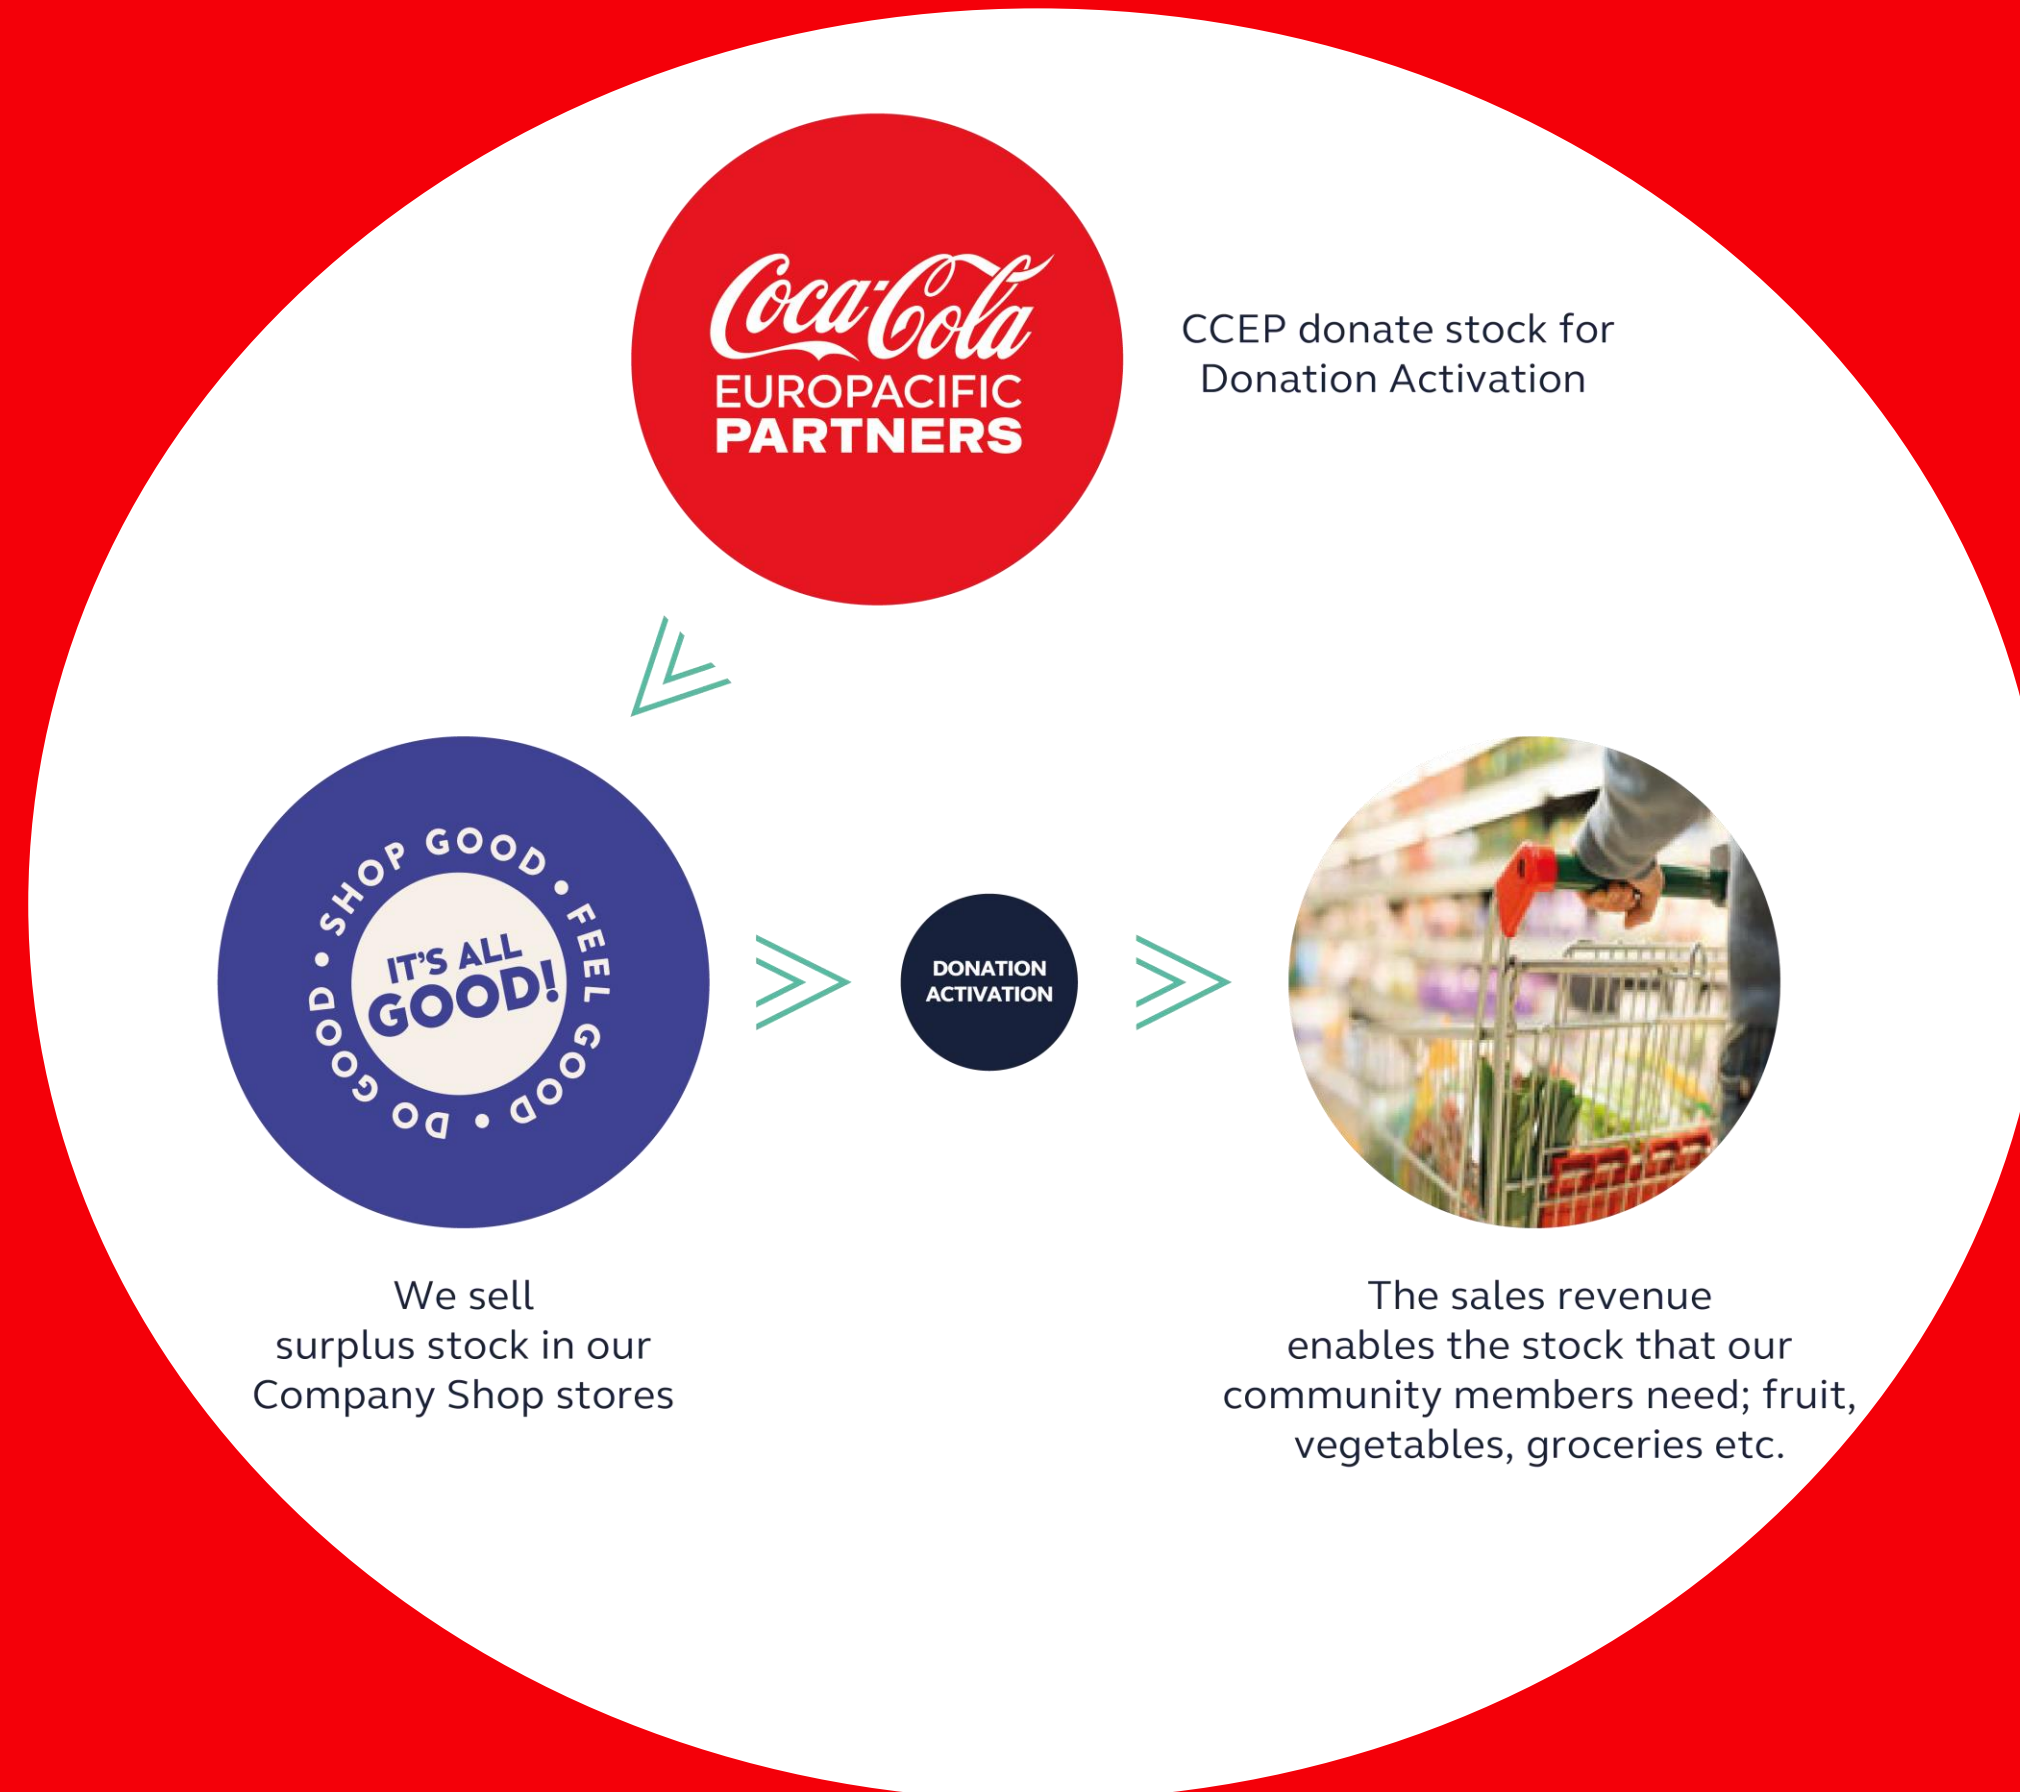 Coca-Cola
EUROPACIFIC
PARTNERS
CCEP donate stock for
Donation Activation
SHOP GOOD • FEEL GOOD • DO GOOD •
IT'S ALL
GOOD!
DONATION
ACTIVATION
We sell
surplus stock in our
Company Shop stores
The sales revenue
enables the stock that our
community members need; fruit,
vegetables, groceries etc.